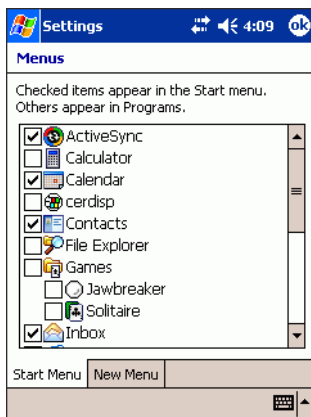 Settings 4:09 ok
Menus
Checked items appear in the Start menu.
Others appear in Programs.
ActiveSync
Calculator
Calendar
cerdisp
Contacts
File Explorer
Games
Jawbreaker
Solitaire
Inbox
Start Menu New Menu